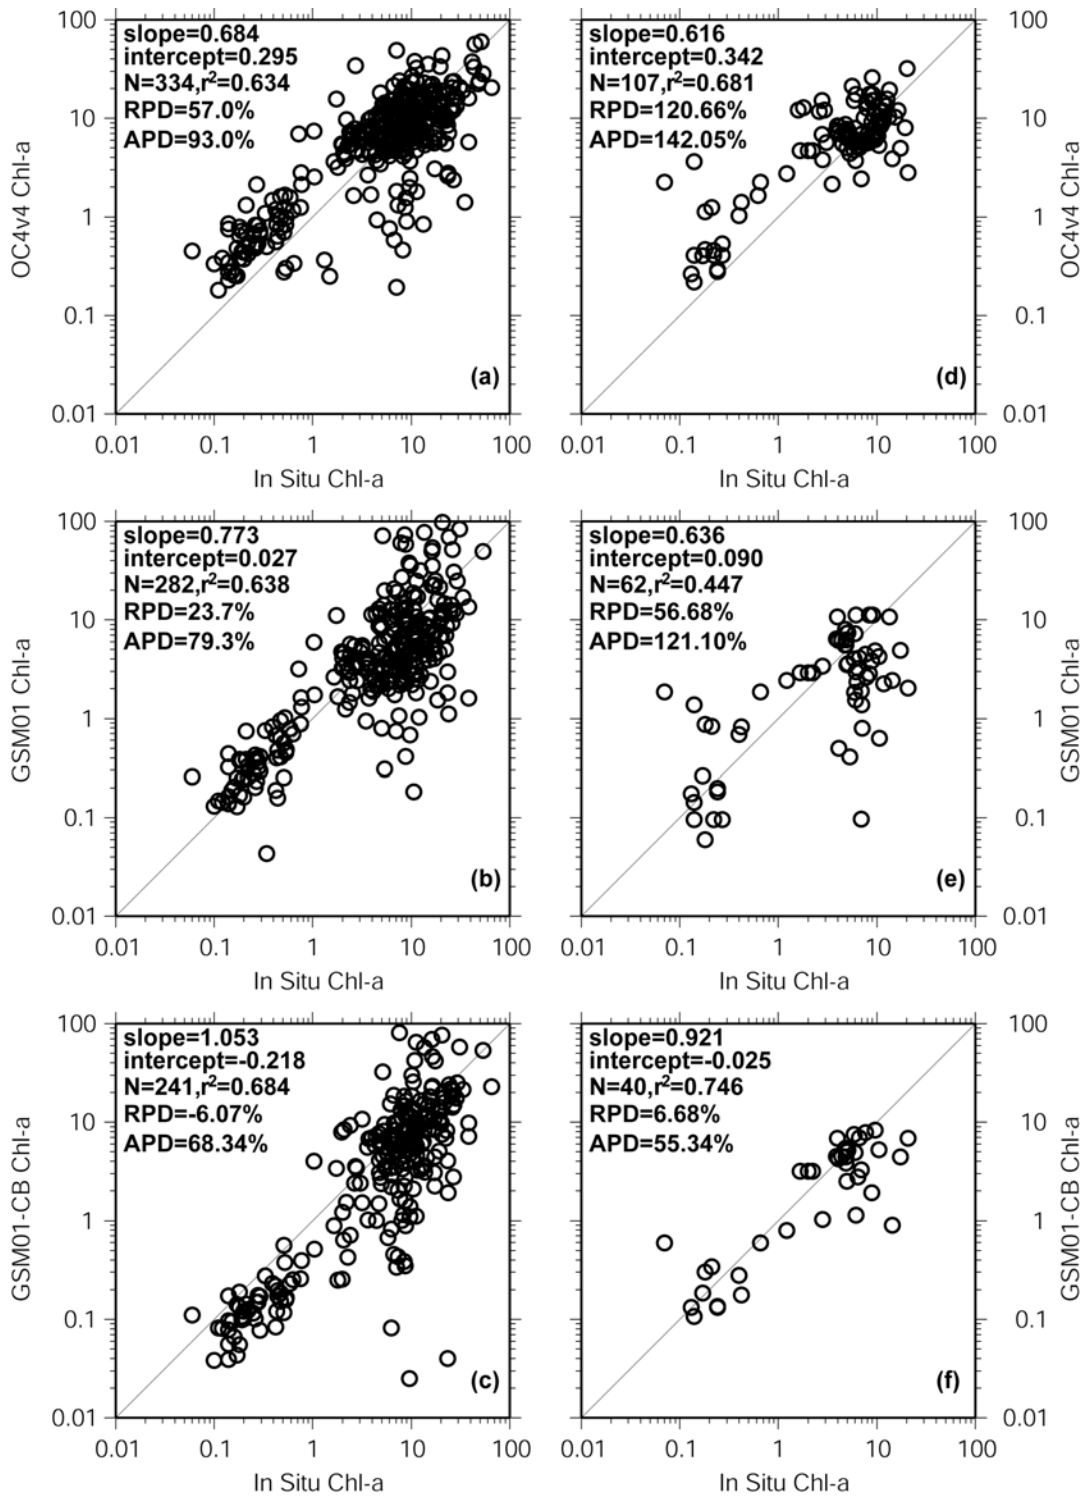 100
10
1
0.1
0.01
OC4v4 Chl-a
slope=0.684
intercept=0.295
N=334,r²=0.634
RPD=57.0%
APD=93.0%
(a)
0.01 0.1 1 10 100
In Situ Chl-a
slope=0.616
intercept=0.342
N=107,r²=0.681
RPD=120.66%
APD=142.05%
(d)
100
10
1
0.1
0.01
OC4v4 Chl-a
0.01 0.1 1 10 100
In Situ Chl-a
100
10
1
0.1
0.01
GSM01 Chl-a
slope=0.773
intercept=0.027
N=282,r²=0.638
RPD=23.7%
APD=79.3%
(b)
0.01 0.1 1 10 100
In Situ Chl-a
slope=0.636
intercept=0.090
N=62,r²=0.447
RPD=56.68%
APD=121.10%
(e)
100
10
1
0.1
0.01
GSM01 Chl-a
0.01 0.1 1 10 100
In Situ Chl-a
100
10
1
0.1
0.01
GSM01-CB Chl-a
slope=1.053
intercept=-0.218
N=241,r²=0.684
RPD=-6.07%
APD=68.34%
(c)
0.01 0.1 1 10 100
In Situ Chl-a
slope=0.921
intercept=-0.025
N=40,r²=0.746
RPD=6.68%
APD=55.34%
(f)
100
10
1
0.1
0.01
GSM01-CB Chl-a
0.01 0.1 1 10 100
In Situ Chl-a